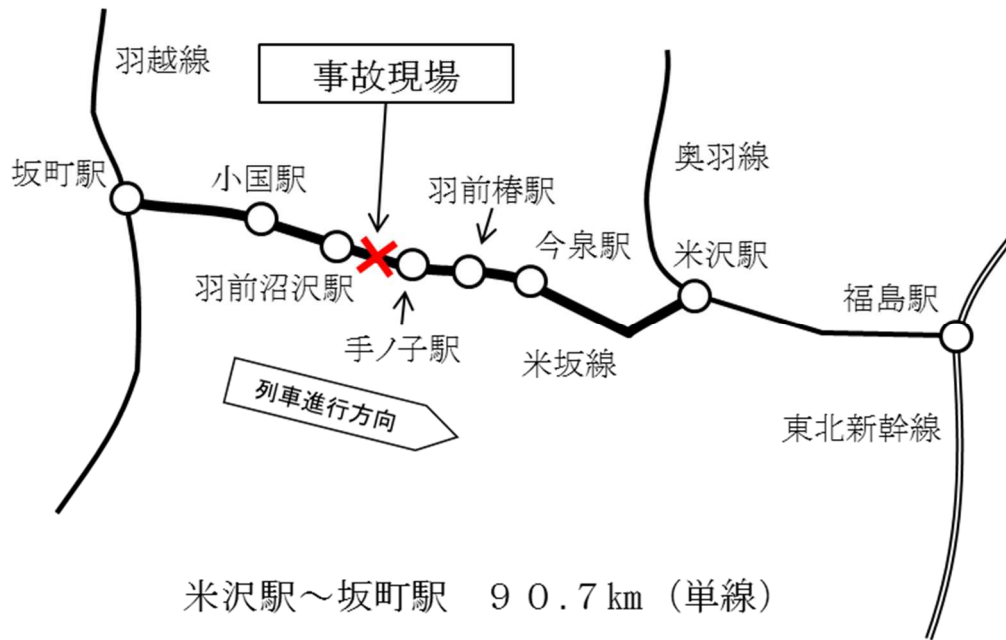 羽越線
事故現場
奥羽線
坂町駅
小国駅
羽前椿駅
今泉駅
米沢駅
羽前沼沢駅
福島駅
手ノ子駅
米坂線
列車進行方向
東北新幹線
米沢駅～坂町駅　９０.７km（単線）